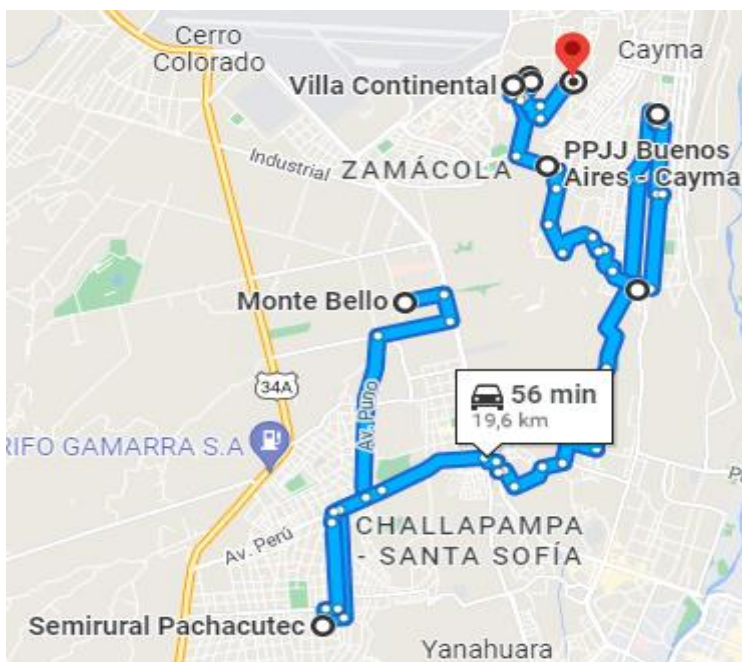 Cerro
Colorado
Cayma
Villa Continental
Industrial
ZAMÁCOLA
PPJJ Buenos
Aires - Cayma
Monte Bello
34A
56 min
19,6 km
Av. Puno
RIFO GAMARRA S.A
Av. Perú
CHALLAPAMPA
- SANTA SOFÍA
Semirural Pachacutec
Yanahuara